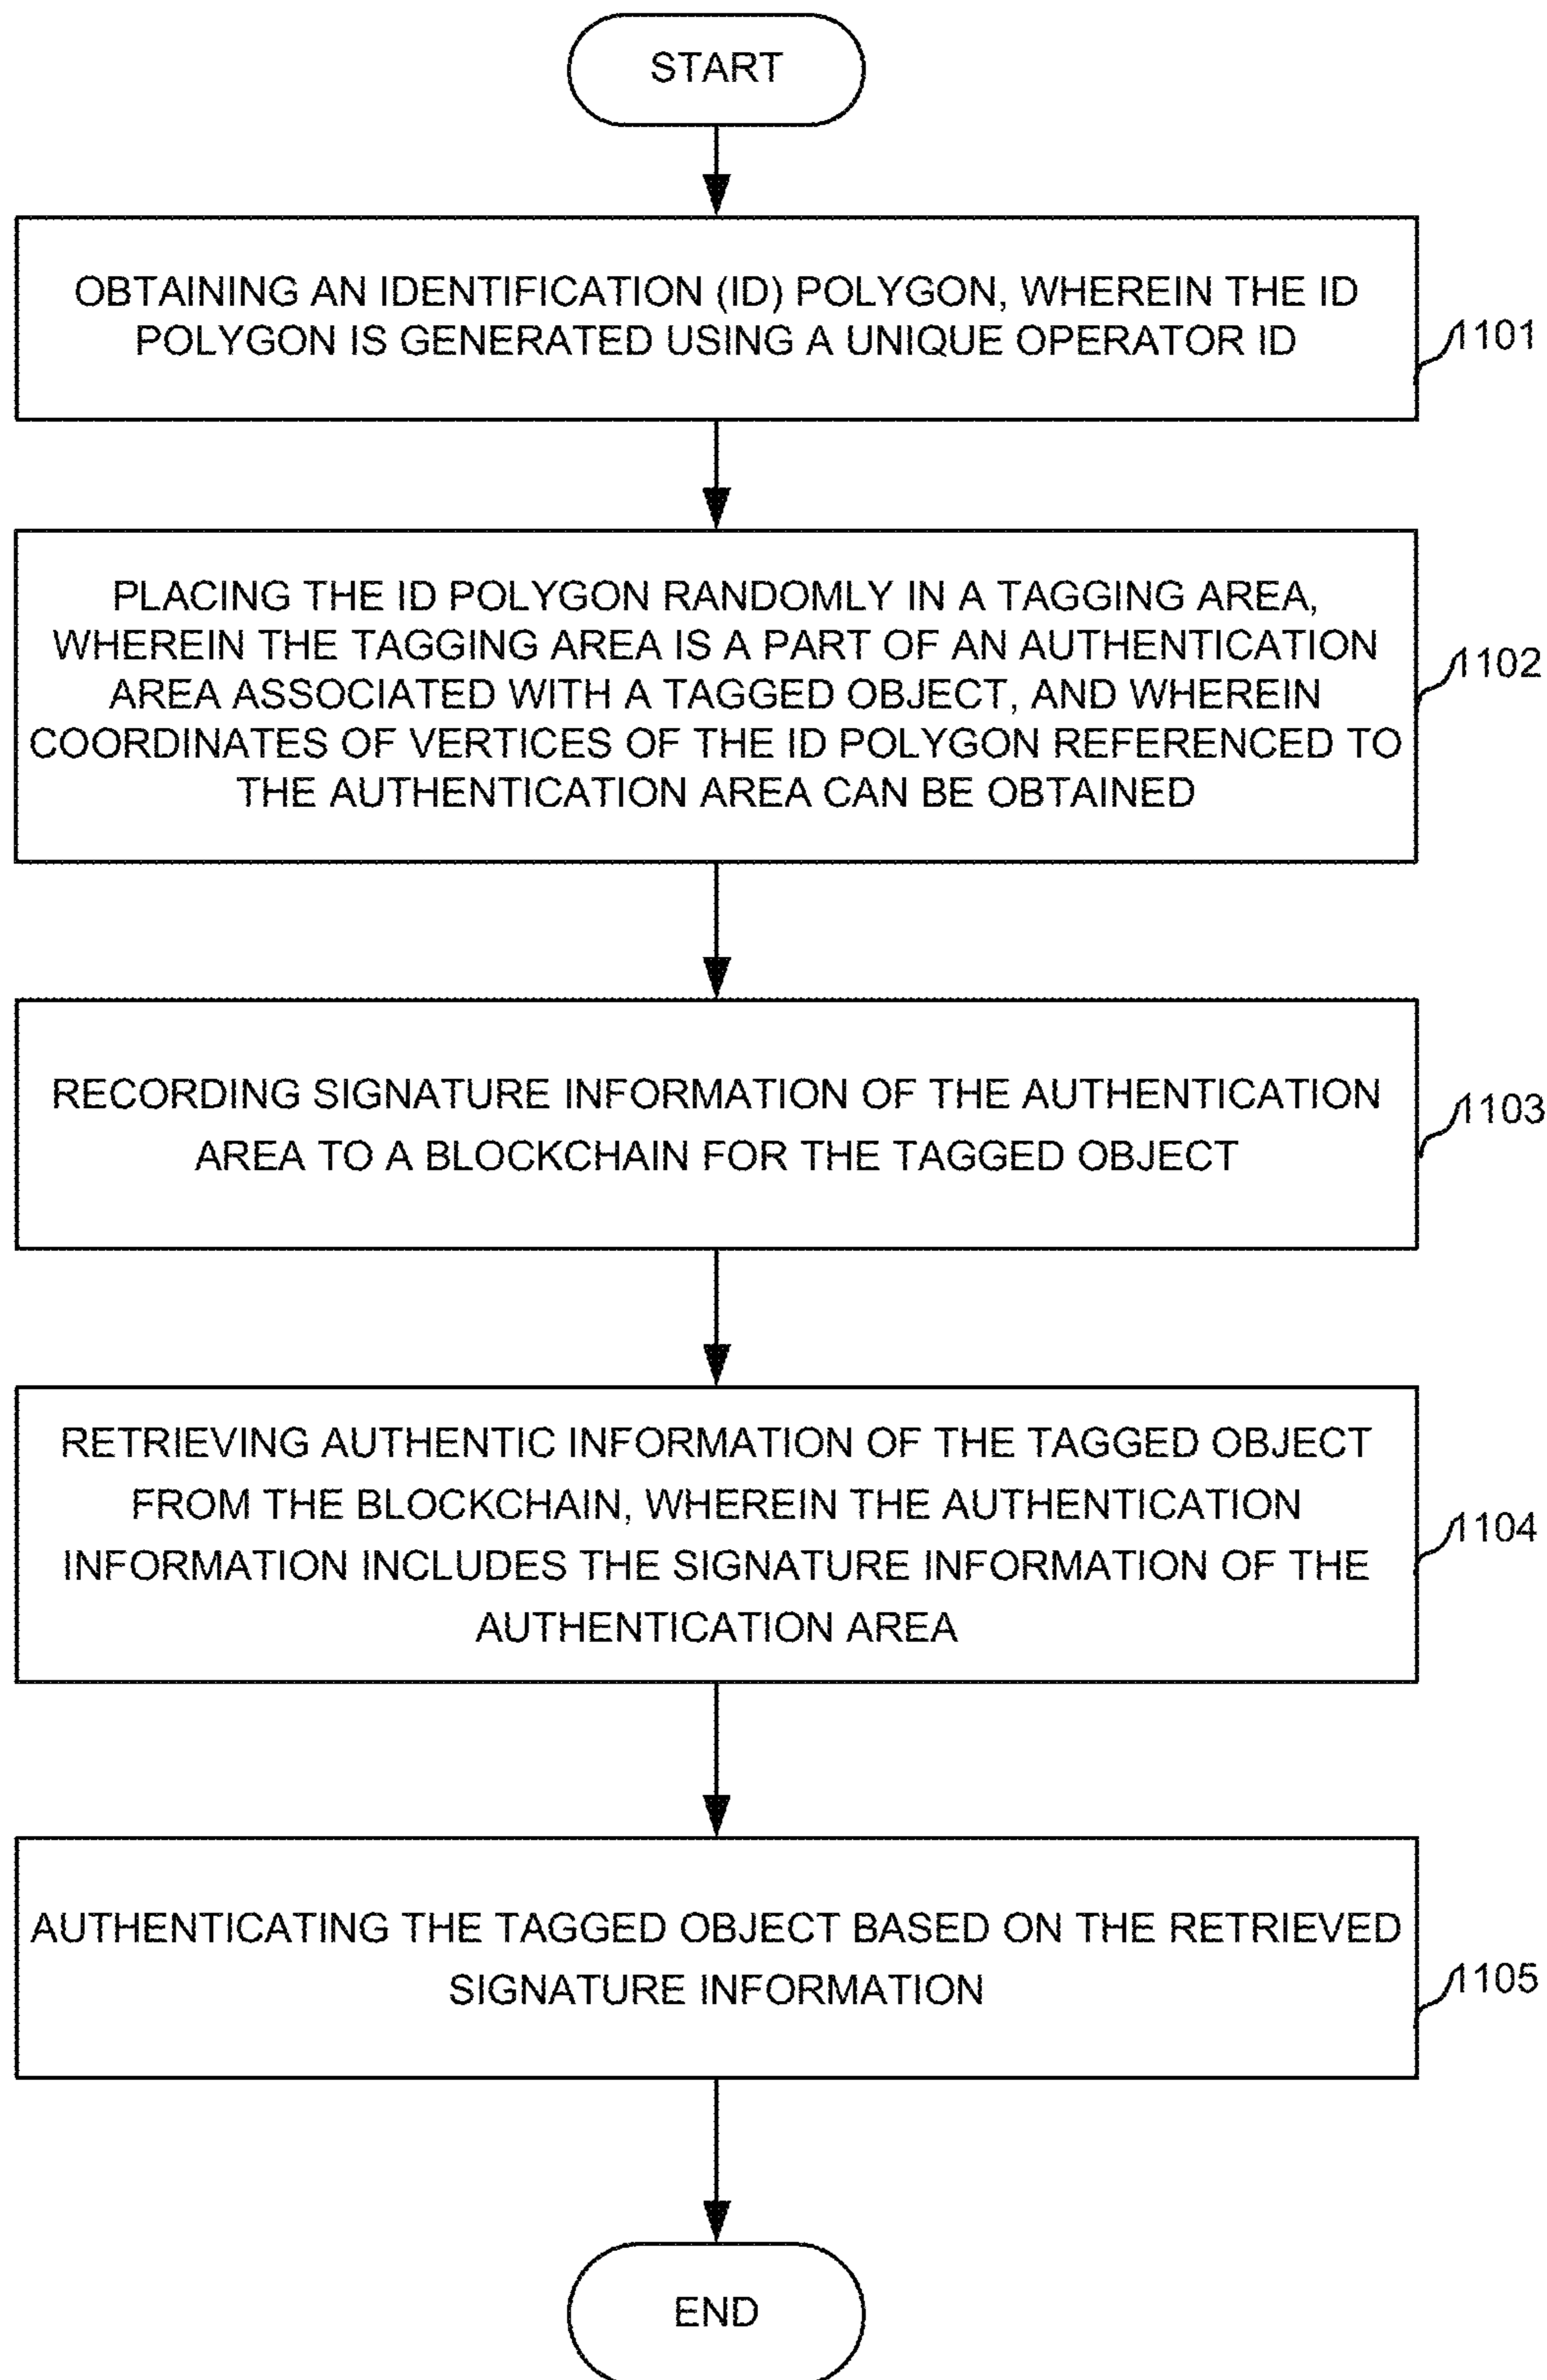 START
OBTAINING AN IDENTIFICATION (ID) POLYGON, WHEREIN THE ID
POLYGON IS GENERATED USING A UNIQUE OPERATOR ID
1101
PLACING THE ID POLYGON RANDOMLY IN A TAGGING AREA,
WHEREIN THE TAGGING AREA IS A PART OF AN AUTHENTICATION
AREA ASSOCIATED WITH A TAGGED OBJECT, AND WHEREIN
COORDINATES OF VERTICES OF THE ID POLYGON REFERENCED TO
THE AUTHENTICATION AREA CAN BE OBTAINED
1102
RECORDING SIGNATURE INFORMATION OF THE AUTHENTICATION
AREA TO A BLOCKCHAIN FOR THE TAGGED OBJECT
1103
RETRIEVING AUTHENTIC INFORMATION OF THE TAGGED OBJECT
FROM THE BLOCKCHAIN, WHEREIN THE AUTHENTICATION
INFORMATION INCLUDES THE SIGNATURE INFORMATION OF THE
AUTHENTICATION AREA
1104
AUTHENTICATING THE TAGGED OBJECT BASED ON THE RETRIEVED
SIGNATURE INFORMATION
1105
END